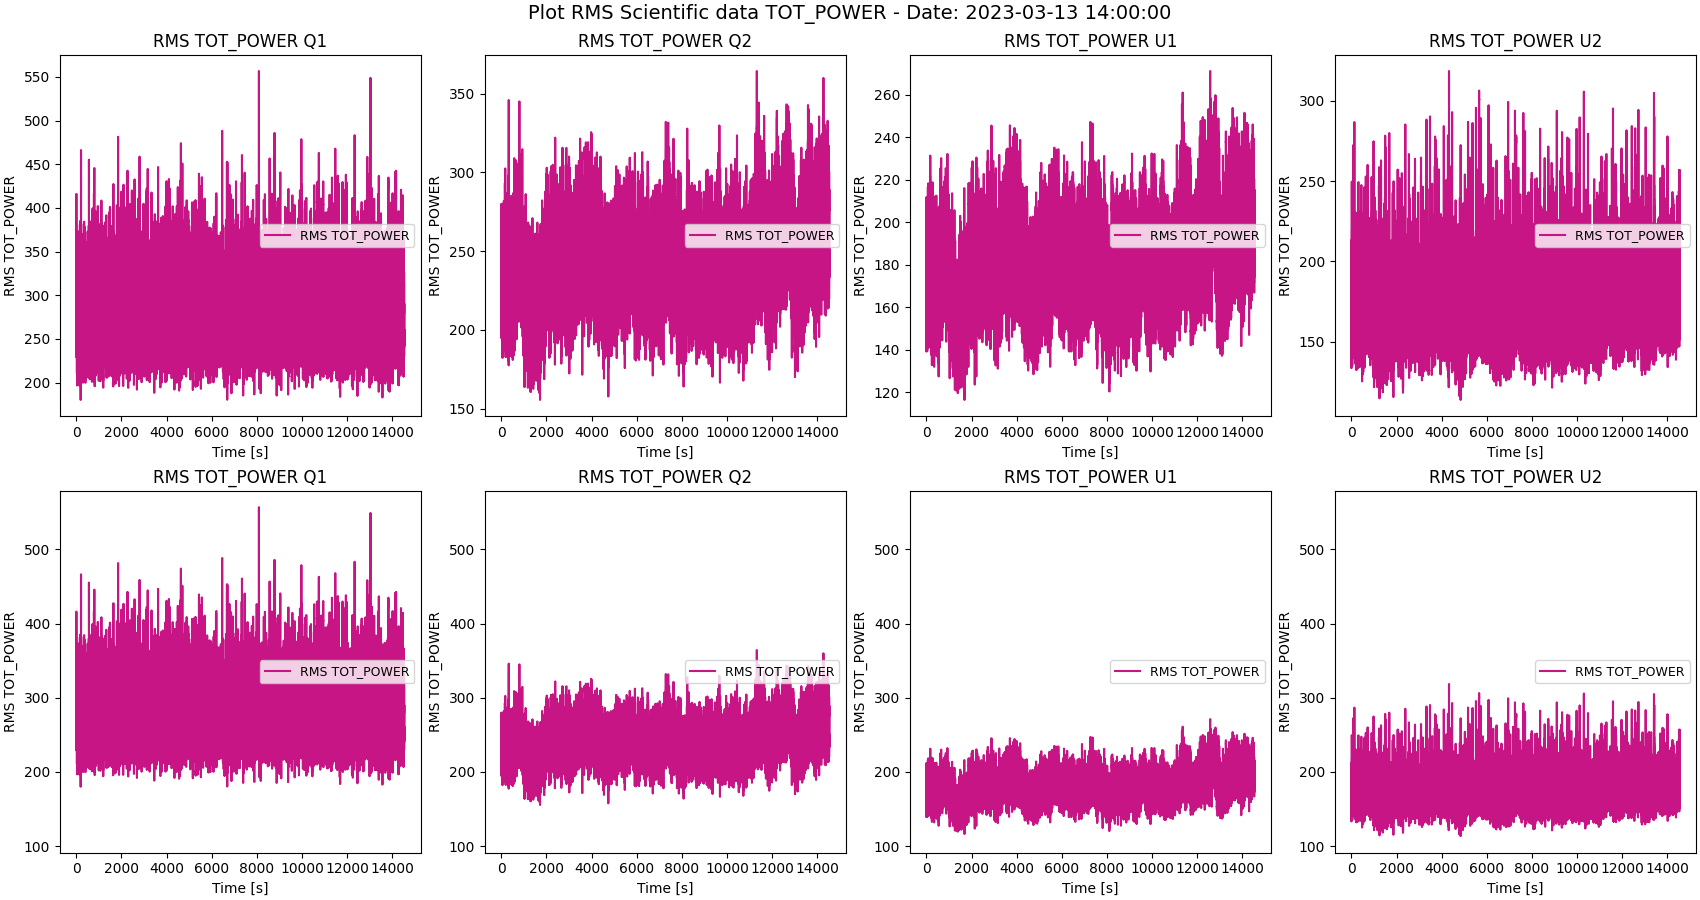 Plot RMS Scientific data TOT_POWER - Date: 2023-03-13 14:00:00
RMS TOT_POWER Q1
RMS TOT_POWER
550
500
450
400
350
300
250
200
RMS TOT_POWER
0 2000 4000 6000 8000 10000 12000 14000
Time [s]
RMS TOT_POWER Q2
RMS TOT_POWER
350
300
250
200
150
RMS TOT_POWER
0 2000 4000 6000 8000 10000 12000 14000
Time [s]
RMS TOT_POWER U1
RMS TOT_POWER
260
240
220
200
180
160
140
120
RMS TOT_POWER
0 2000 4000 6000 8000 10000 12000 14000
Time [s]
RMS TOT_POWER U2
RMS TOT_POWER
300
250
200
150
RMS TOT_POWER
0 2000 4000 6000 8000 10000 12000 14000
Time [s]
RMS TOT_POWER Q1
RMS TOT_POWER
500
400
300
200
100
RMS TOT_POWER
0 2000 4000 6000 8000 10000 12000 14000
Time [s]
RMS TOT_POWER Q2
RMS TOT_POWER
500
400
300
200
100
RMS TOT_POWER
0 2000 4000 6000 8000 10000 12000 14000
Time [s]
RMS TOT_POWER U1
RMS TOT_POWER
500
400
300
200
100
RMS TOT_POWER
0 2000 4000 6000 8000 10000 12000 14000
Time [s]
RMS TOT_POWER U2
RMS TOT_POWER
500
400
300
200
100
RMS TOT_POWER
0 2000 4000 6000 8000 10000 12000 14000
Time [s]